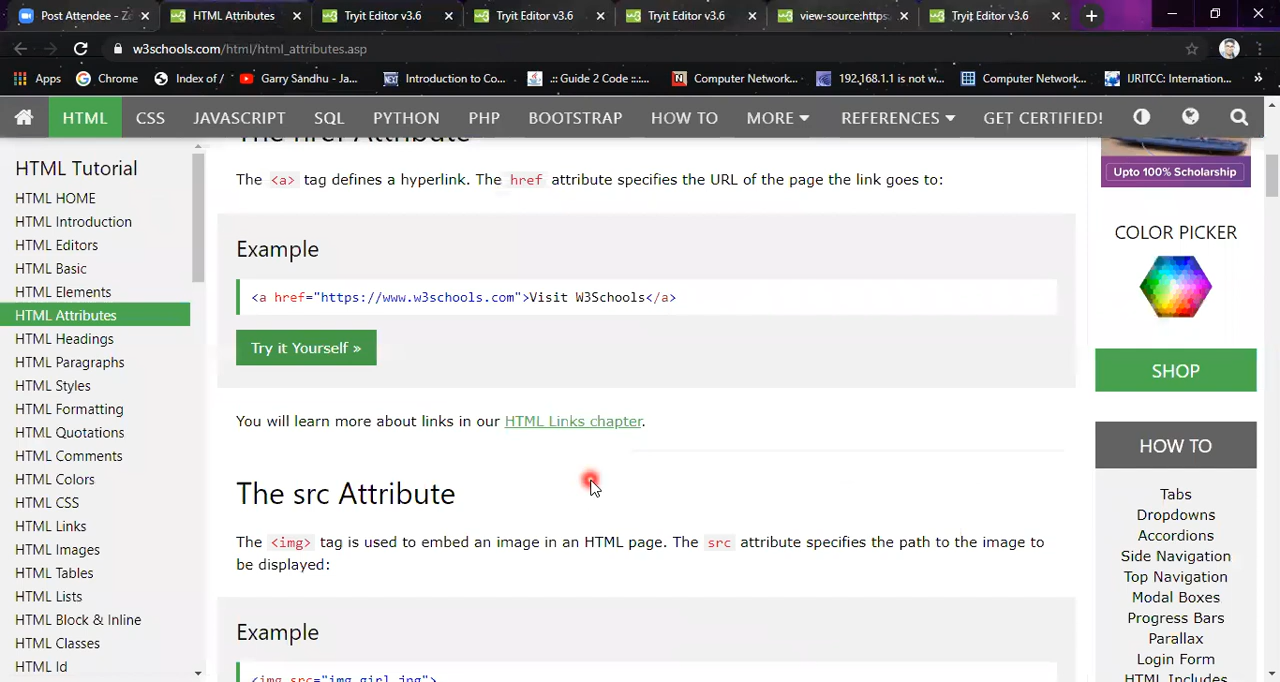 Post Attendee - Zo
HTML Attributes
Tryit Editor v3.6
Tryit Editor v3.6
Tryit Editor v3.6
view-source:https:
Tryit Editor v3.6
w3schools.com/html/html_attributes.asp
Apps
Chrome
Index of /
Garry Sandhu - Ja...
Introduction to Co...
.:: Guide 2 Code ::.:...
Computer Network...
192.168.1.1 is not w...
Computer Network...
IJRITCC: Internation...
HTML
CSS
JAVASCRIPT
SQL
PYTHON
PHP
BOOTSTRAP
HOW TO
MORE
REFERENCES
GET CERTIFIED!
HTML Tutorial
HTML HOME
HTML Introduction
HTML Editors
HTML Basic
HTML Elements
HTML Attributes
HTML Headings
HTML Paragraphs
HTML Styles
HTML Formatting
HTML Quotations
HTML Comments
HTML Colors
HTML CSS
HTML Links
HTML Images
HTML Tables
HTML Lists
HTML Block & Inline
HTML Classes
HTML Id
The href Attribute
The <a> tag defines a hyperlink. The href attribute specifies the URL of the page the link goes to:
Example
<a href="https://www.w3schools.com">Visit W3Schools</a>
Try it Yourself »
You will learn more about links in our HTML Links chapter.
The src Attribute
The <img> tag is used to embed an image in an HTML page. The src attribute specifies the path to the image to
be displayed:
Example
<img src="img_girl.jpg">
Upto 100% Scholarship
COLOR PICKER
SHOP
HOW TO
Tabs
Dropdowns
Accordions
Side Navigation
Top Navigation
Modal Boxes
Progress Bars
Parallax
Login Form
HTML Includes